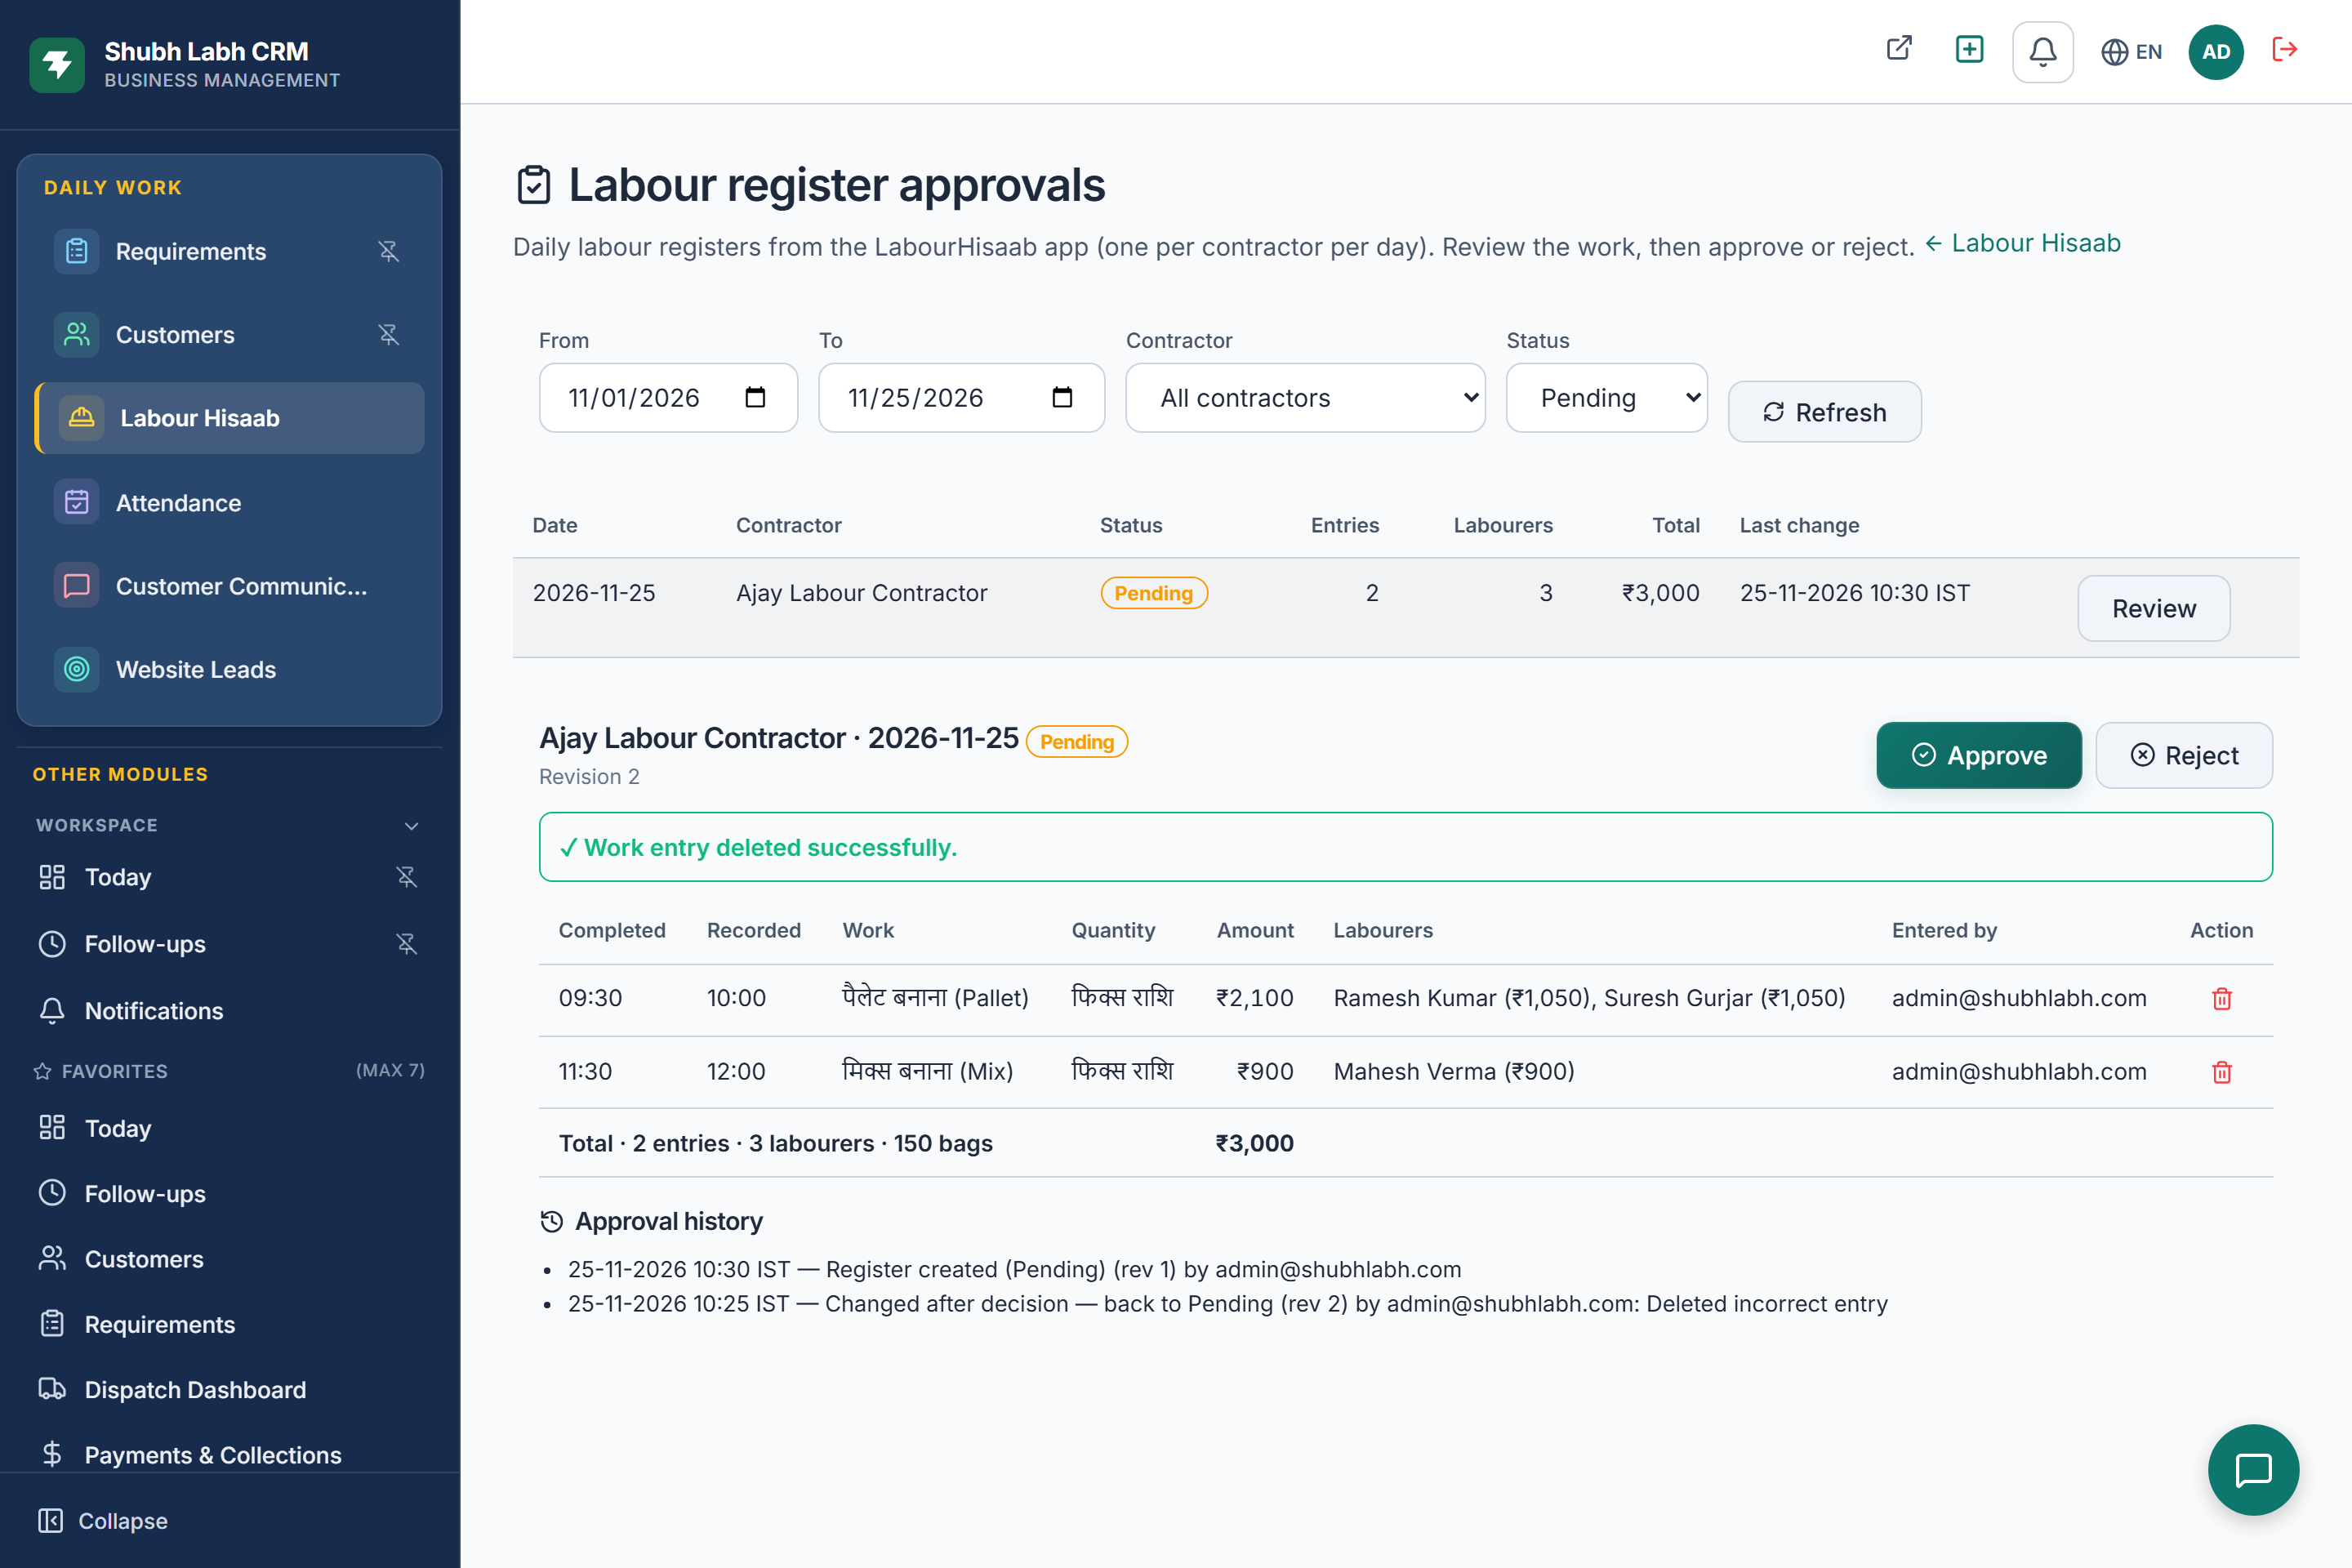 Shubh Labh CRM
BUSINESS MANAGEMENT
EN
AD
DAILY WORK
Requirements
Customers
Labour Hisaab
Attendance
Customer Communic...
Website Leads
OTHER MODULES
WORKSPACE
Today
Follow-ups
Notifications
FAVORITES (MAX 7)
Today
Follow-ups
Customers
Requirements
Dispatch Dashboard
Payments & Collections
Collapse
Labour register approvals
Daily labour registers from the LabourHisaab app (one per contractor per day). Review the work, then approve or reject. ← Labour Hisaab
From To Contractor Status
11/01/2026 11/25/2026 All contractors Pending Refresh
Date Contractor Status Entries Labourers Total Last change
2026-11-25 Ajay Labour Contractor Pending 2 3 ₹3,000 25-11-2026 10:30 IST Review
Ajay Labour Contractor · 2026-11-25 Pending
Revision 2
Approve Reject
✓ Work entry deleted successfully.
Completed Recorded Work Quantity Amount Labourers Entered by Action
09:30 10:00 पैलेट बनाना (Pallet) फिक्स राशि ₹2,100 Ramesh Kumar (₹1,050), Suresh Gurjar (₹1,050) admin@shubhlabh.com
11:30 12:00 मिक्स बनाना (Mix) फिक्स राशि ₹900 Mahesh Verma (₹900) admin@shubhlabh.com
Total · 2 entries · 3 labourers · 150 bags ₹3,000
Approval history
• 25-11-2026 10:30 IST — Register created (Pending) (rev 1) by admin@shubhlabh.com
• 25-11-2026 10:25 IST — Changed after decision — back to Pending (rev 2) by admin@shubhlabh.com: Deleted incorrect entry